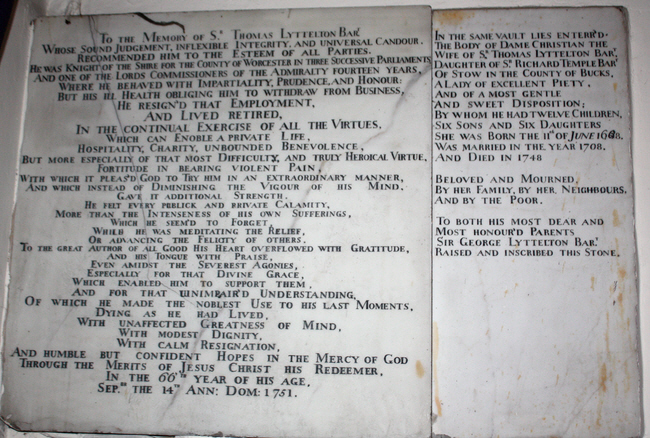 To the Memory of Sr. Thomas Lyttelton Bart.
Whose Sound Judgement, inflexible Integrity, and universal Candour.
Recommended him to the Esteem of all Parties.
He was Knight of the Shire for the County of Worcester in three successive Parliaments
And one of the Lords Commissioners of the Admiralty fourteen Years,
Where he behaved with Impartiality, Prudence, and Honour:
But his ill Health obliging him to withdraw from Business,
He resign'd that Employment,
And Lived retired,
In the continual Exercise of all the Virtues,
Which can Enoble a private Life,
Hospitality, Charity, unbounded Benevolence,
But more especially of that most Difficult, and truly Heroical Virtue,
Fortitude in bearing violent Pain,
With which it pleas'd God to Try him in an extraordinary manner,
And which instead of Diminishing the Vigour of his Mind,
Gave it additional Strength.
He felt every publick and private Calamity,
More than the Intenseness of his own Sufferings,
Which he seem'd to Forget
While he was meditating the Relief,
Or advancing the Felicity of others.
To the great Author of all Good His Heart overflowed with Gratitude,
And his Tongue with Praise,
Even amidst the Severest Agonies,
Especially for that Divine Grace,
Which enabled him to support them,
And for that unimpair'd Understanding,
Of which he made the noblest Use to his last Moments,
Dying as he had Lived,
With unaffected Greatness of Mind,
With modest Dignity,
With calm Resignation,
And humble but confident Hopes in the Mercy of God
Through the Merits of Jesus Christ his Redeemer,
In the 66th year of his age,
Sep.br the 14th Ann: Dom: 1751.
In the same vault lies enterr'd.
The Body of Dame Christian the
Wife of Sr. Thomas Lyttelton Bart.
Daughter of Sr. Richard Temple Bart.
Of Stow in the County of Bucks,
A Lady of excellent Piety,
And of a most gentle
And sweet Disposition;
By whom he had twelve Children,
Six Sons and Six Daughters
She was Born the 11th of June 1688.
Was married in the year 1708.
And Died in 1748
Beloved and Mourned,
By her Family, by her Neighbours,
And by the Poor.
To both his most dear and
Most honour'd Parents
Sir George Lyttelton Bart.
Raised and inscribed this Stone.